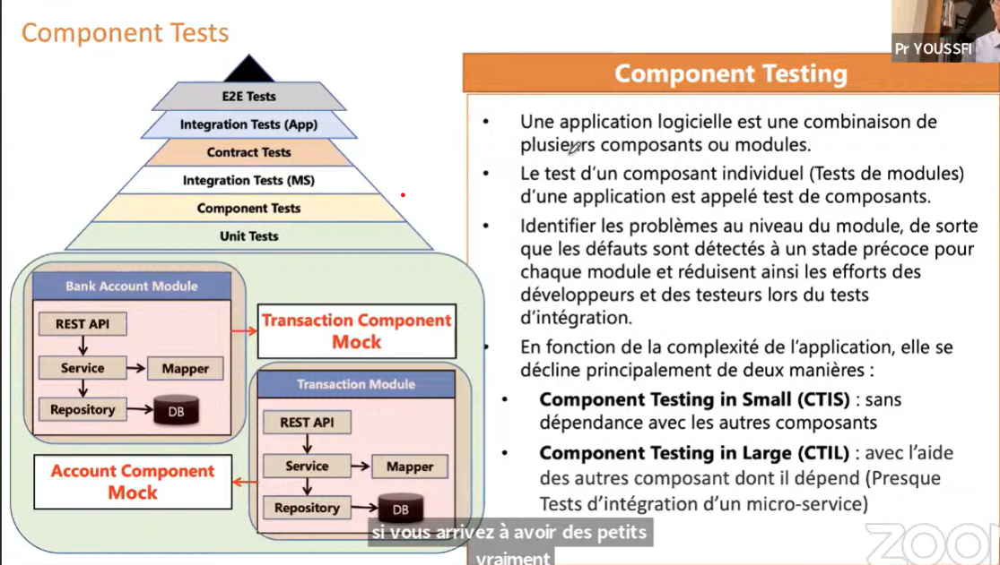 Component Tests
Pr YOUSSFI
E2E Tests
Integration Tests (App)
Contract Tests
Integration Tests (MS)
Component Tests
Unit Tests
Bank Account Module
REST API
Service
Mapper
Repository
DB
Transaction Component
Mock
Transaction Module
REST API
Service
Mapper
Repository
DB
Account Component
Mock
Component Testing
• Une application logicielle est une combinaison de
plusieurs composants ou modules.
• Le test d’un composant individuel (Tests de modules)
d’une application est appelé test de composants.
• Identifier les problèmes au niveau du module, de sorte
que les défauts sont détectés à un stade précoce pour
chaque module et réduisent ainsi les efforts des
développeurs et des testeurs lors du tests
d’intégration.
• En fonction de la complexité de l’application, elle se
décline principalement de deux manières :
• Component Testing in Small (CTIS) : sans
dépendance avec les autres composants
• Component Testing in Large (CTIL) : avec l’aide
des autres composant dont il dépend (Presque
Tests d’intégration d’un micro-service)
si vous arrivez à avoir des petits
vraiment
zoom